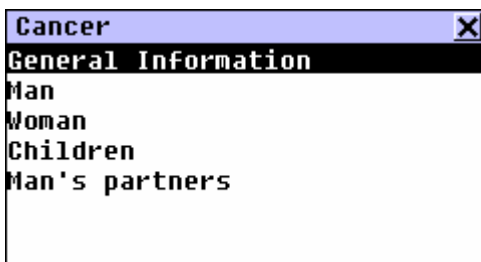 Cancer
General Information
Man
Woman
Children
Man's partners